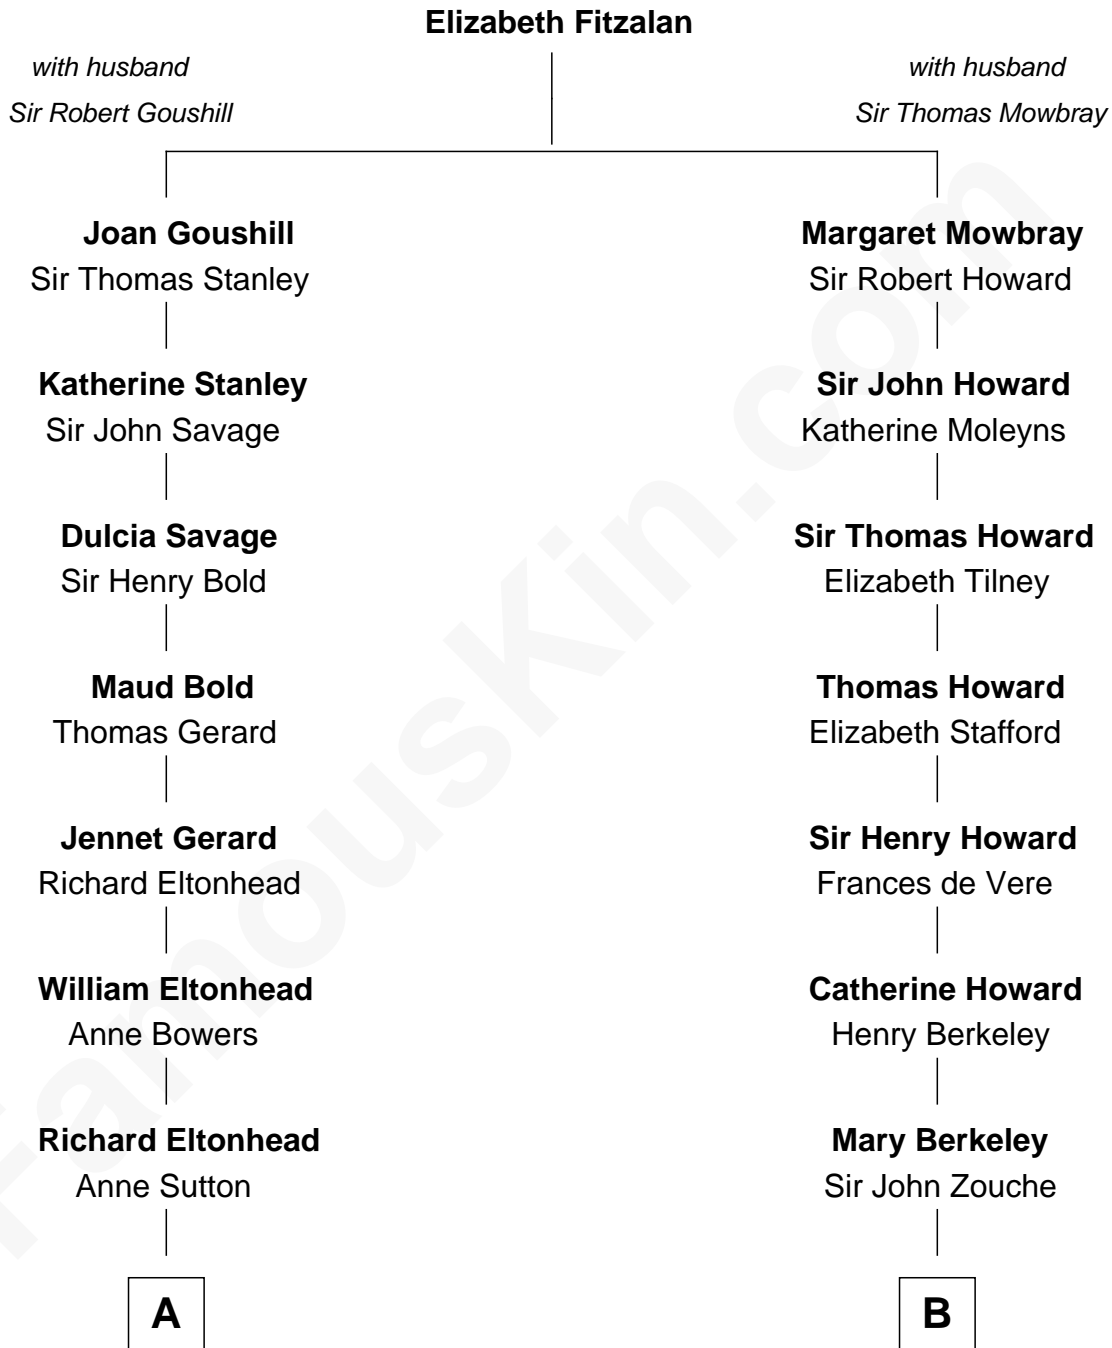 Elizabeth Fitzalan
with husband
Sir Robert Goushill
with husband
Sir Thomas Mowbray
Joan Goushill
Sir Thomas Stanley
Margaret Mowbray
Sir Robert Howard
Katherine Stanley
Sir John Savage
Sir John Howard
Katherine Moleyns
Dulcia Savage
Sir Henry Bold
Sir Thomas Howard
Elizabeth Tilney
Maud Bold
Thomas Gerard
Thomas Howard
Elizabeth Stafford
Jennet Gerard
Richard Eltonhead
Sir Henry Howard
Frances de Vere
William Eltonhead
Anne Bowers
Catherine Howard
Henry Berkeley
Richard Eltonhead
Anne Sutton
Mary Berkeley
Sir John Zouche
A
B
FamousKin.com